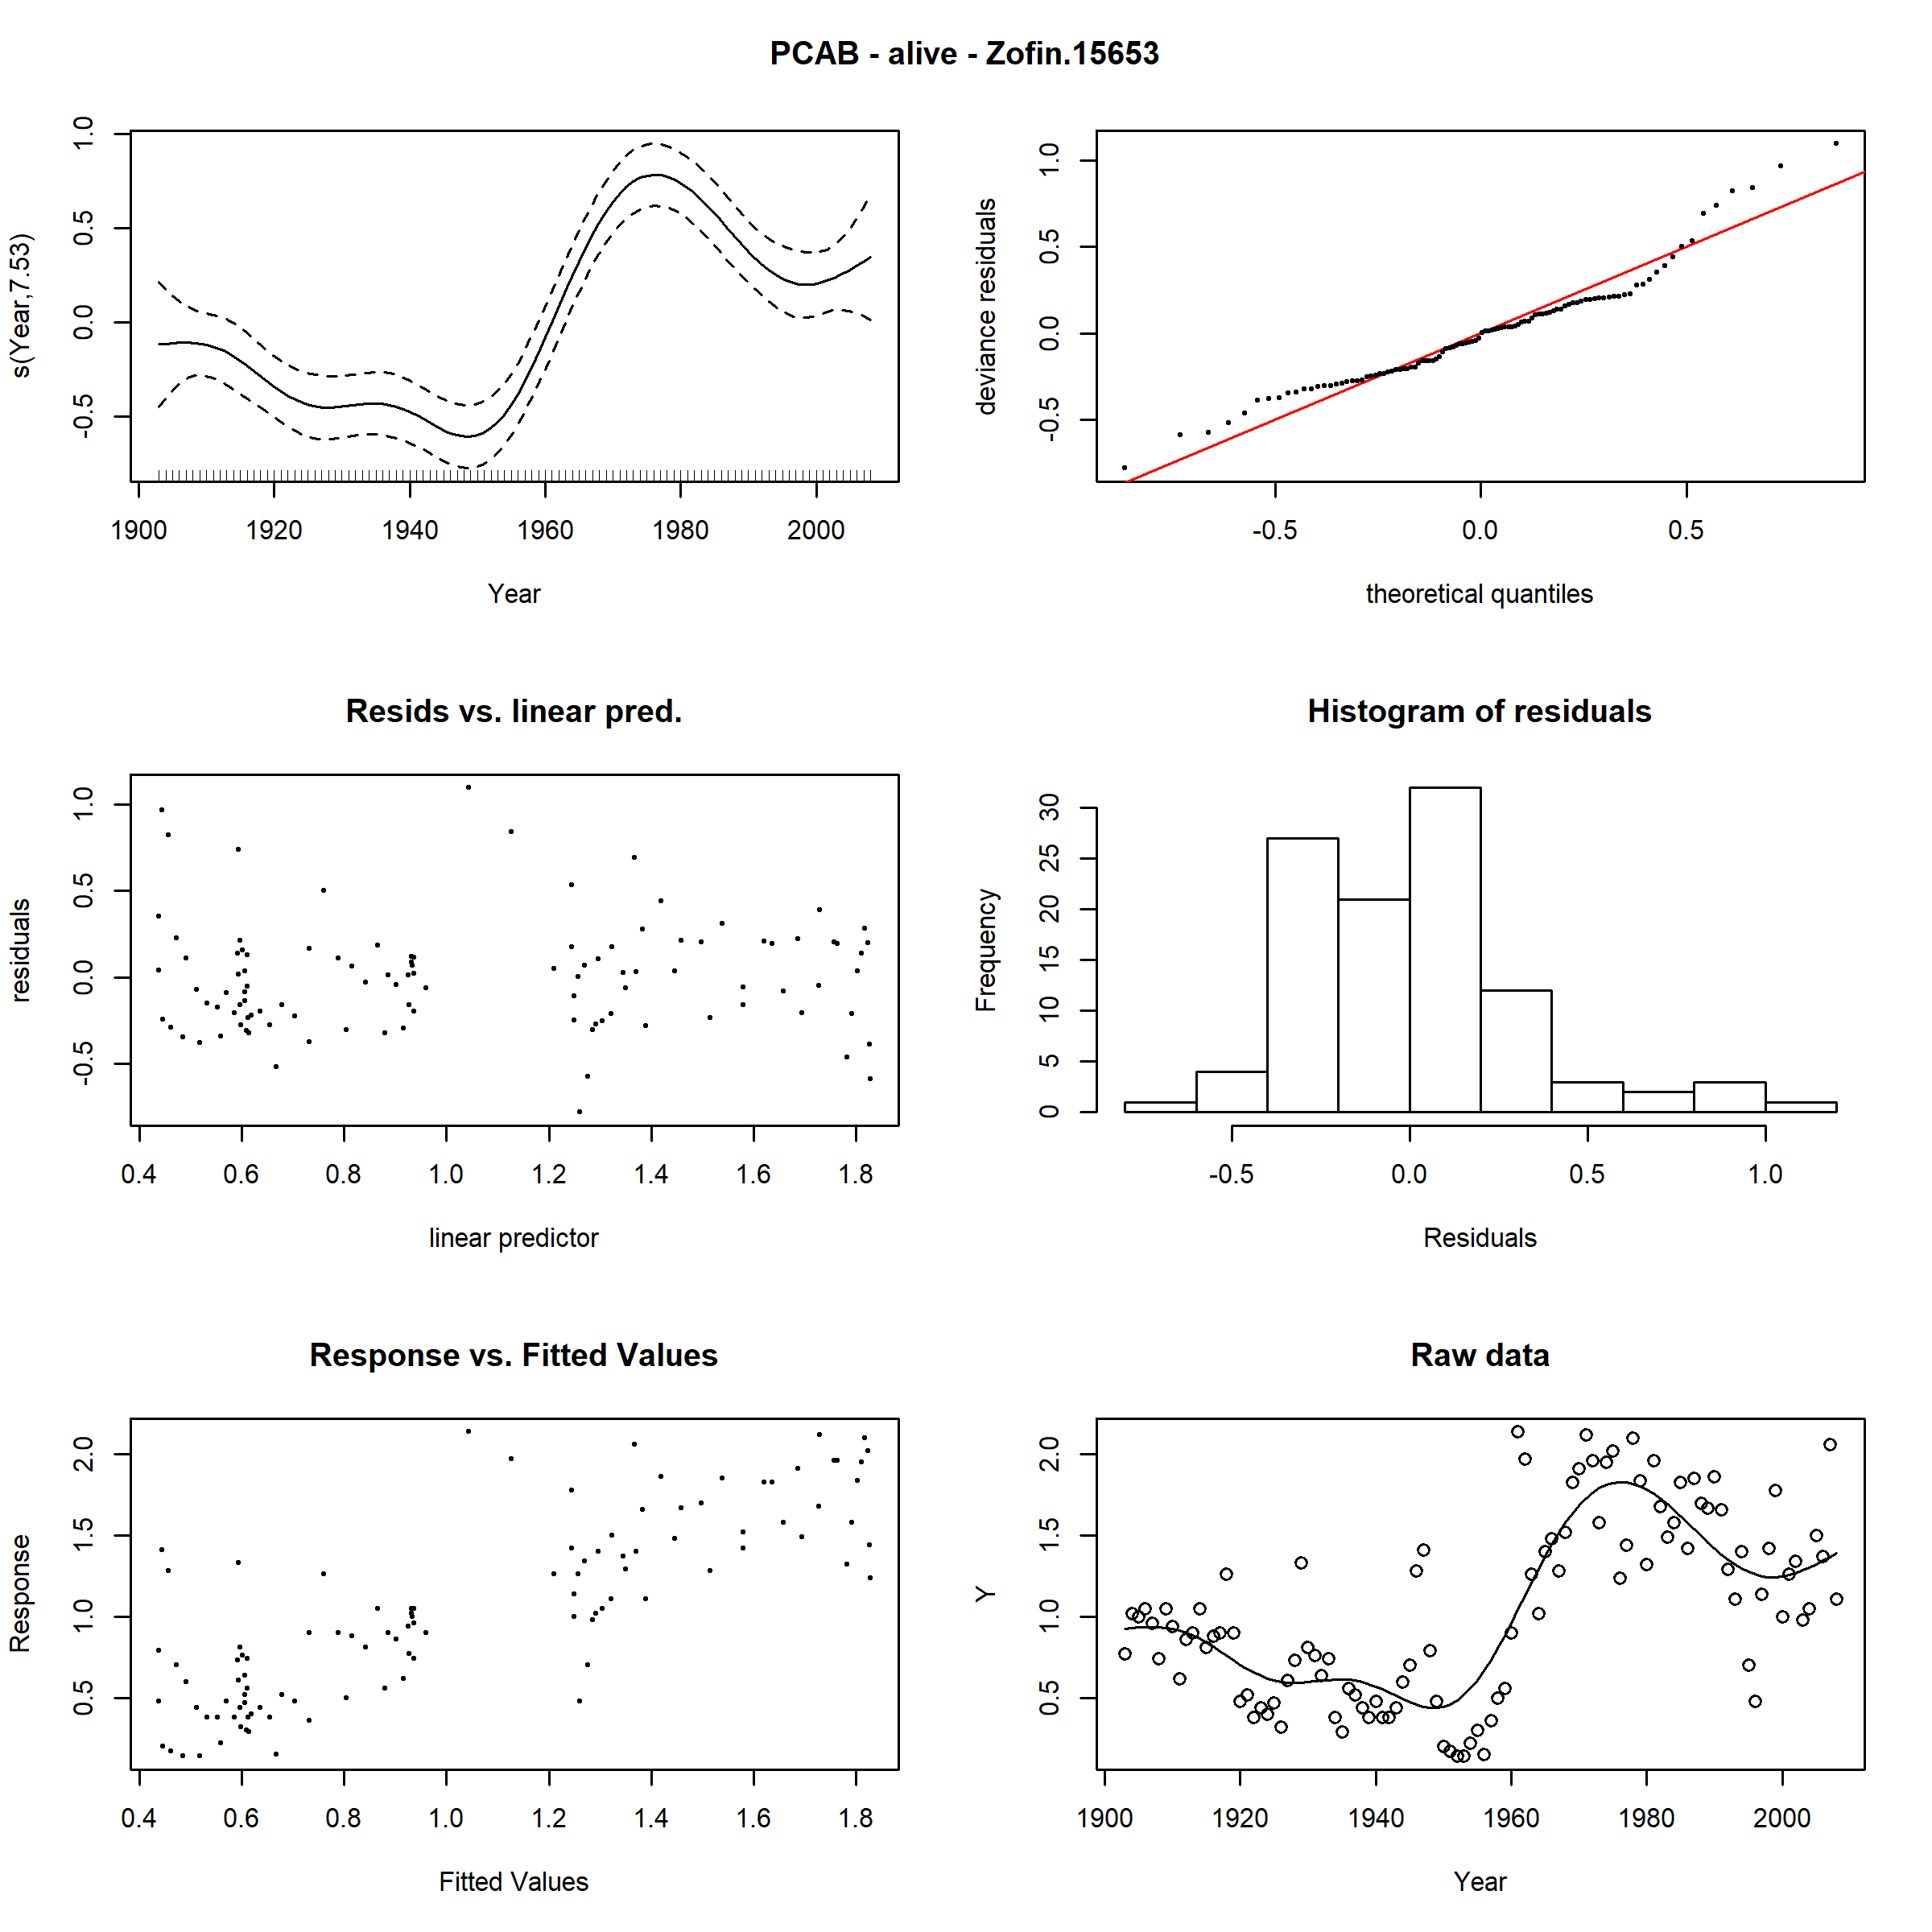 PCAB - alive - Zofin.15653
s(Year,7.53)
1.0
0.5
0.0
-0.5
1900 1920 1940 1960 1980 2000
Year
deviance residuals
1.0
0.5
0.0
-0.5
-0.5 0.0 0.5
theoretical quantiles
Resids vs. linear pred.
residuals
1.0
0.5
0.0
-0.5
0.4 0.6 0.8 1.0 1.2 1.4 1.6 1.8
linear predictor
Histogram of residuals
Frequency
30
25
20
15
10
5
0
-0.5 0.0 0.5 1.0
Residuals
Response vs. Fitted Values
Response
2.0
1.5
1.0
0.5
0.4 0.6 0.8 1.0 1.2 1.4 1.6 1.8
Fitted Values
Raw data
Y
2.0
1.5
1.0
0.5
1900 1920 1940 1960 1980 2000
Year